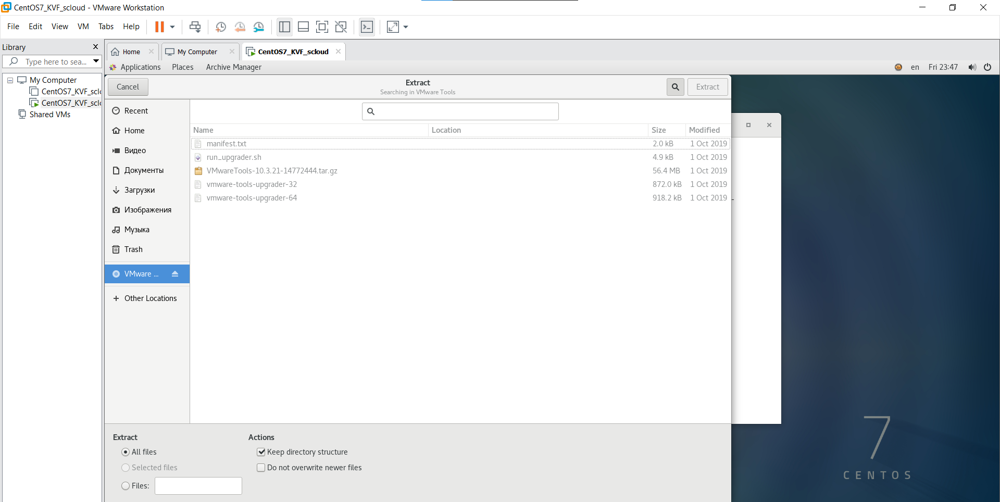 CentOS7_KVF_scloud - VMware Workstation
File Edit View VM Tabs Help
Library
Type here to sea...
My Computer
CentOS7_KVF_sclo
CentOS7_KVF_sclo
Shared VMs
Home My Computer CentOS7_KVF_scloud
Applications Places Archive Manager en Fri 23:47
Cancel Extract Extract
Searching in VMware Tools
Recent
Home
Видео
Документы
Загрузки
Изображения
Музыка
Trash
VMware ...
Other Locations
Name Location Size Modified
manifest.txt 2.0 kB 1 Oct 2019
run_upgrader.sh 4.9 kB 1 Oct 2019
VMwareTools-10.3.21-14772444.tar.gz 56.4 MB 1 Oct 2019
vmware-tools-upgrader-32 872.0 kB 1 Oct 2019
vmware-tools-upgrader-64 918.2 kB 1 Oct 2019
Extract
All files
Selected files
Files:
Actions
Keep directory structure
Do not overwrite newer files
7
CENTOS